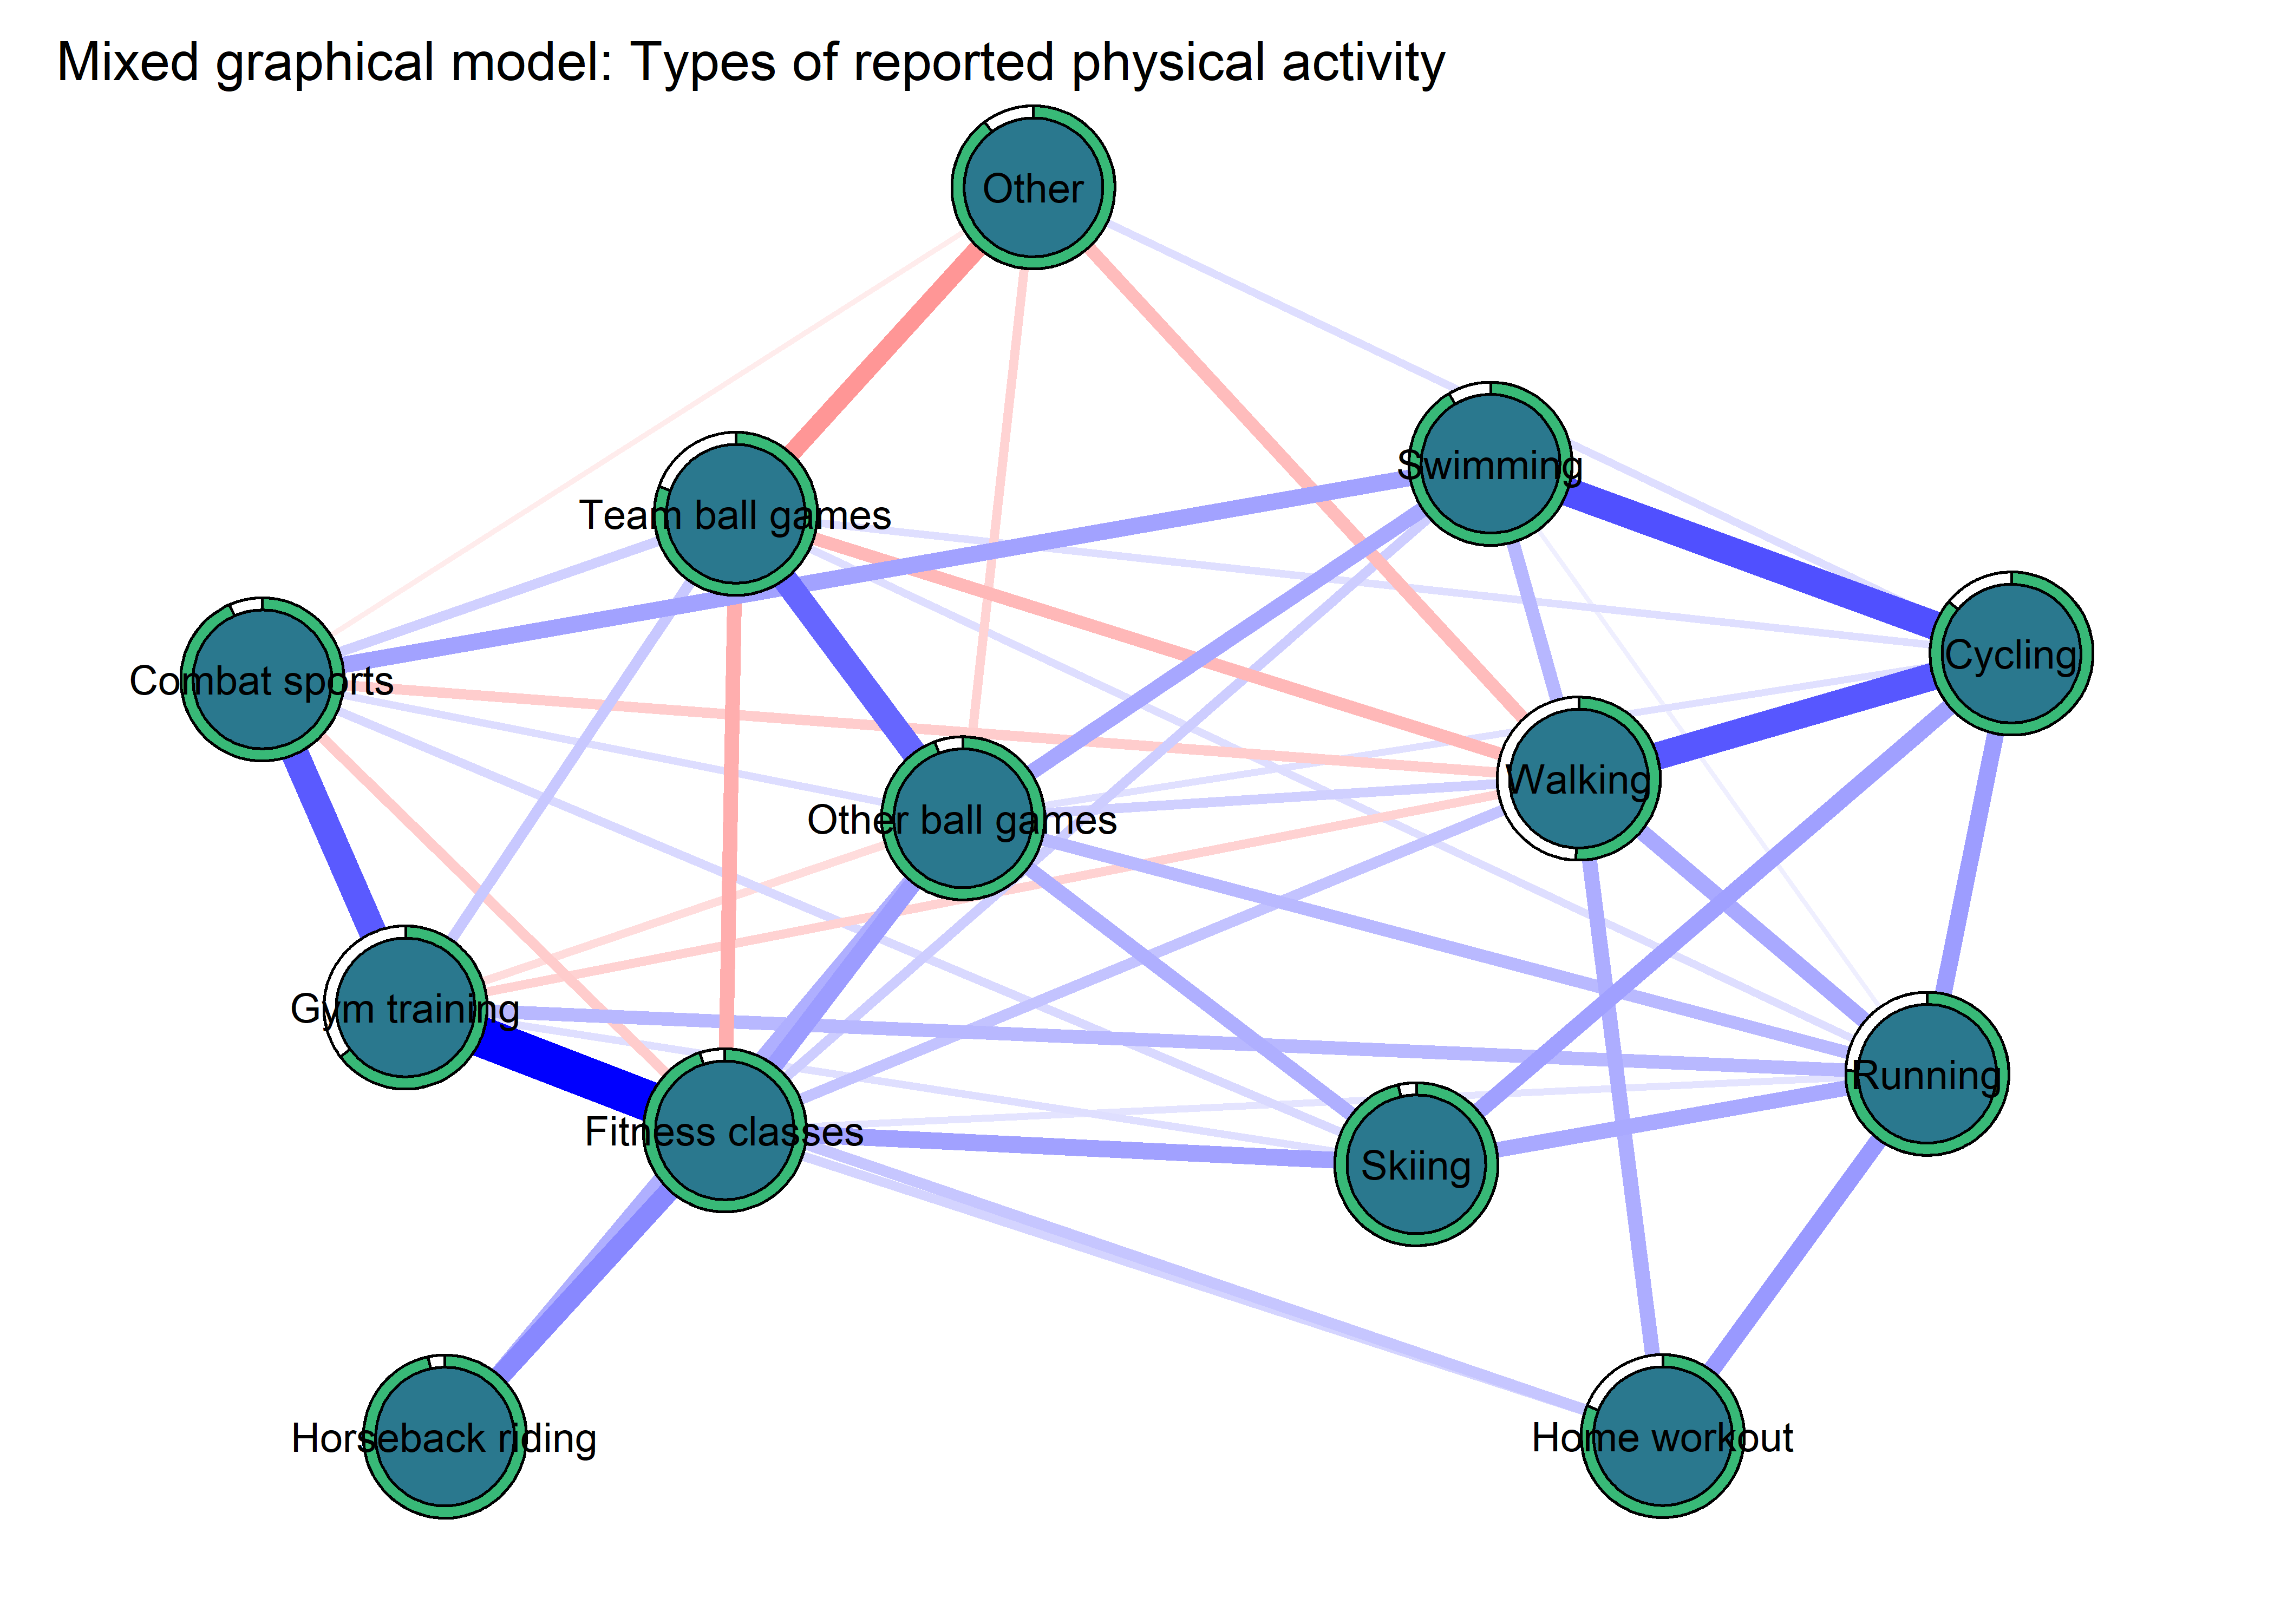 Mixed graphical model: Types of reported physical activity
Other
Swimming
Team ball games
Cycling
Combat sports
Walking
Other ball games
Gym training
Running
Fitness classes
Skiing
Horseback riding
Home workout